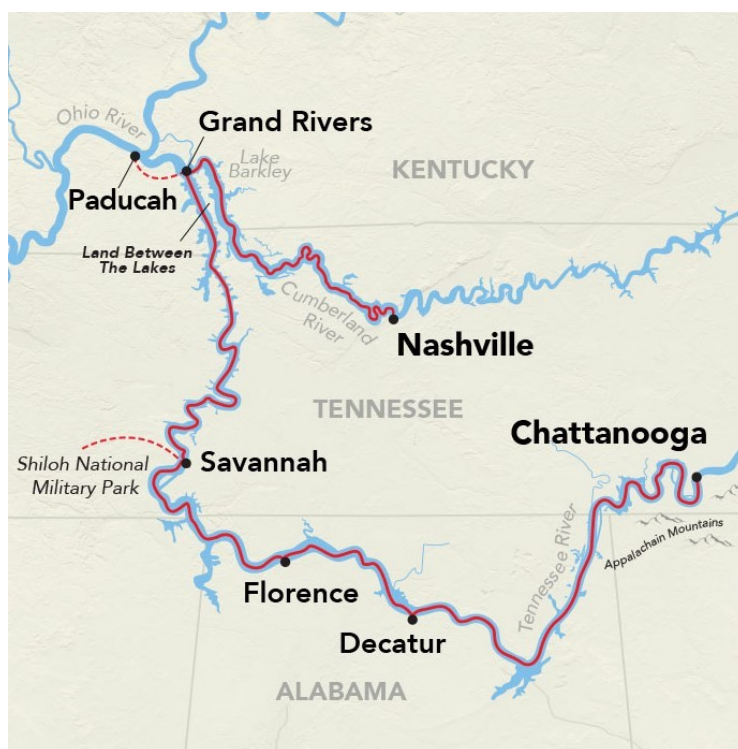 Ohio River
Grand Rivers
Lake
Barkley
KENTUCKY
Paducah
Land Between
The Lakes
Cumberland
River
Nashville
TENNESSEE
Chattanooga
Shiloh National
Military Park
Savannah
Tennessee River
Appalachain Mountains
Florence
Decatur
ALABAMA